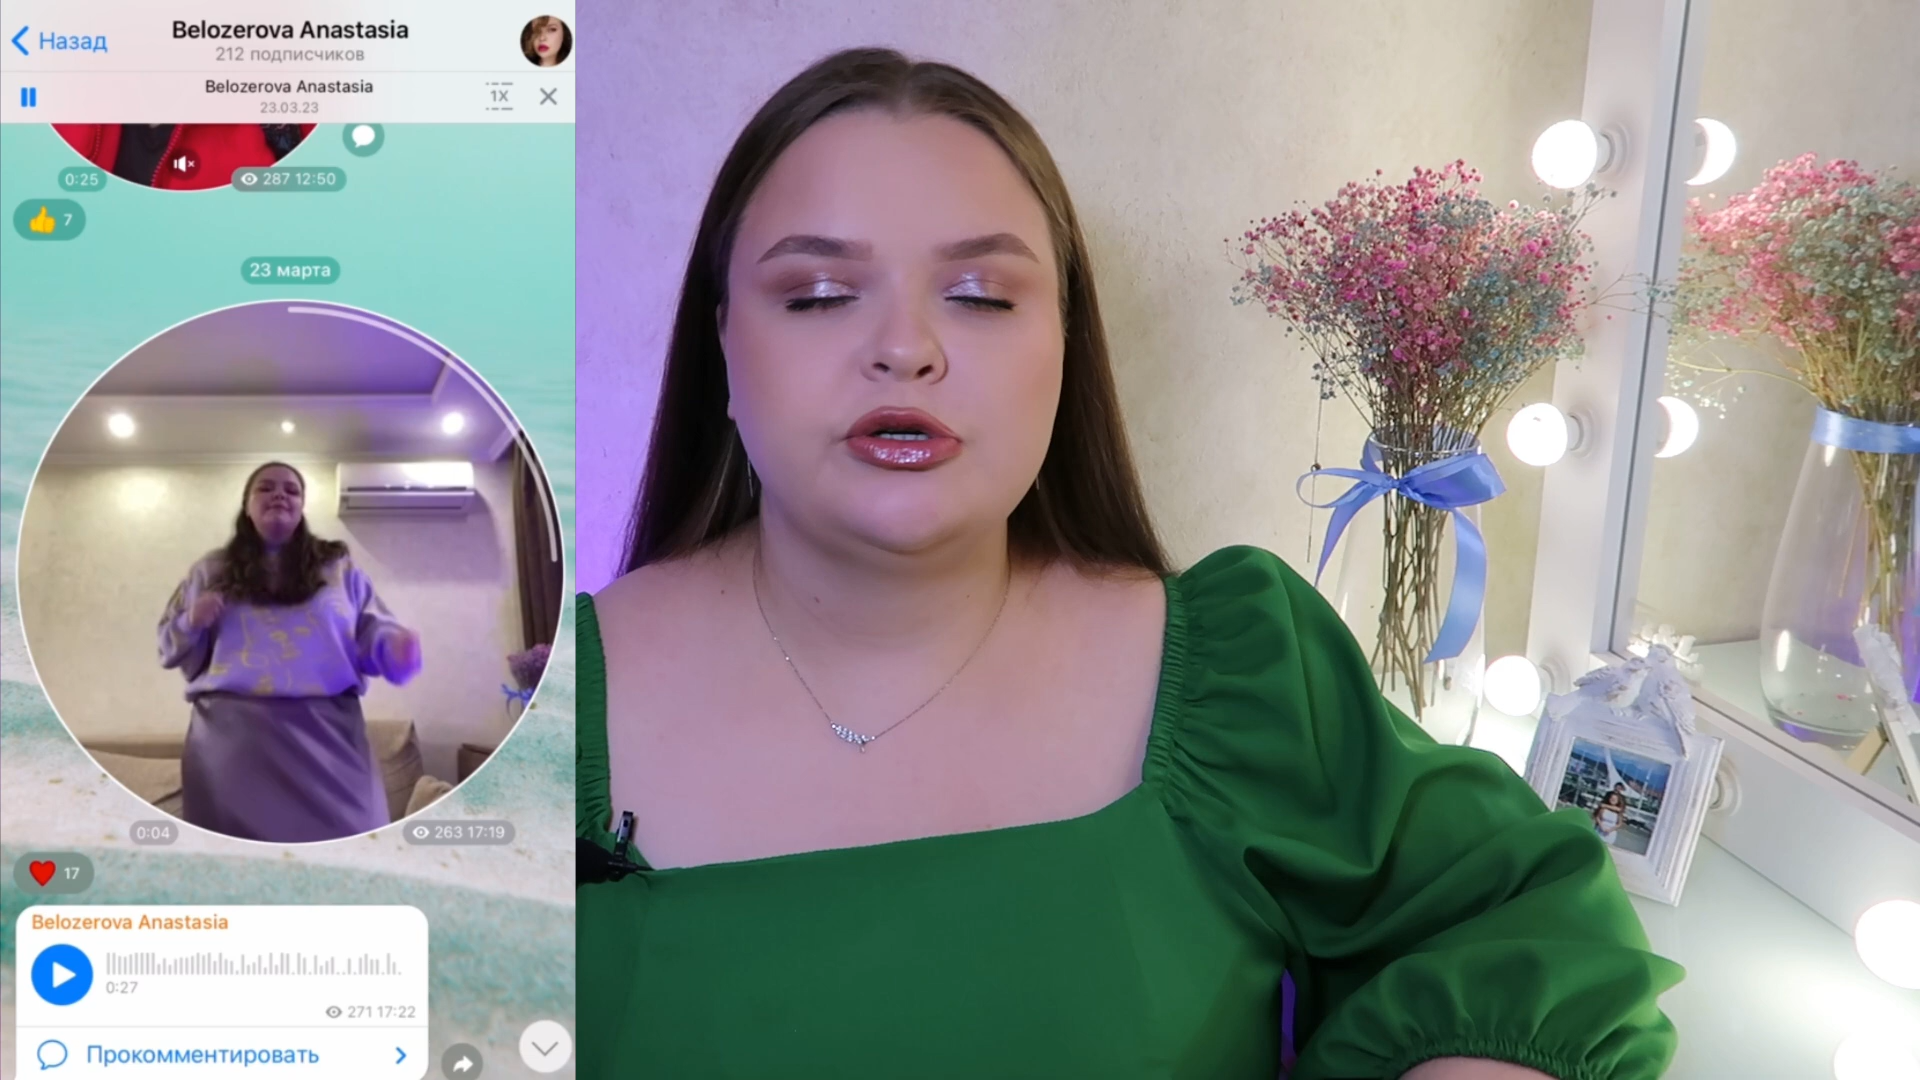 Назад
Belozerova Anastasia
212 подписчиков
Belozerova Anastasia
23.03.23
1X
0:25
287 12:50
7
23 марта
0:04
263 17:19
17
Belozerova Anastasia
0:27
271 17:22
Прокомментировать